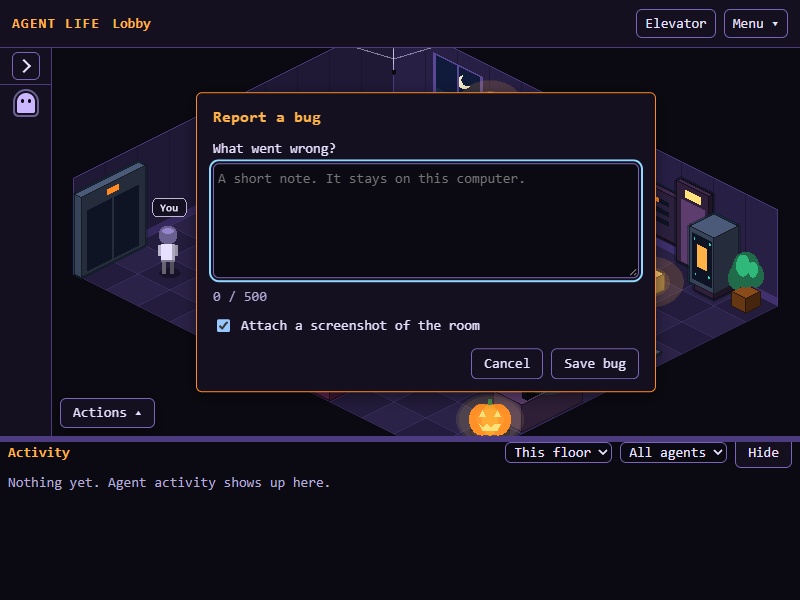 AGENT LIFE Lobby
Elevator
Menu ▾
Report a bug
What went wrong?
A short note. It stays on this computer.
You
0 / 500
Attach a screenshot of the room
Cancel
Save bug
Actions ▴
Activity
This floor
All agents
Hide
Nothing yet. Agent activity shows up here.